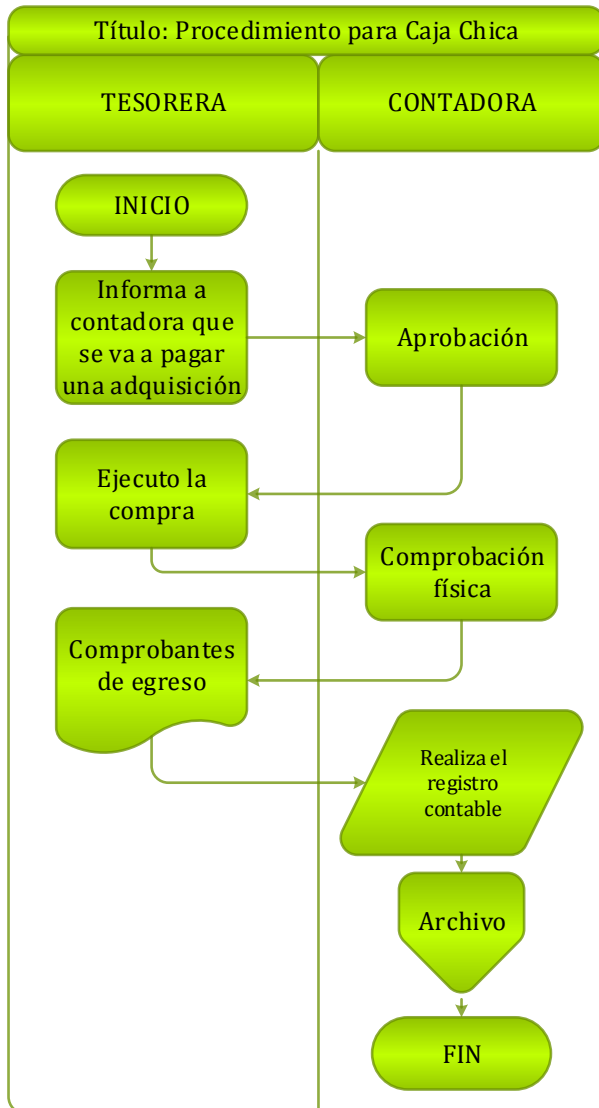 Título: Procedimiento para Caja Chica
TESORERA
CONTADORA
INICIO
Informa a
contadora que
se va a pagar
una adquisición
Aprobación
Ejecuto la
compra
Comprobación
física
Comprobantes
de egreso
Realiza el
registro
contable
Archivo
FIN